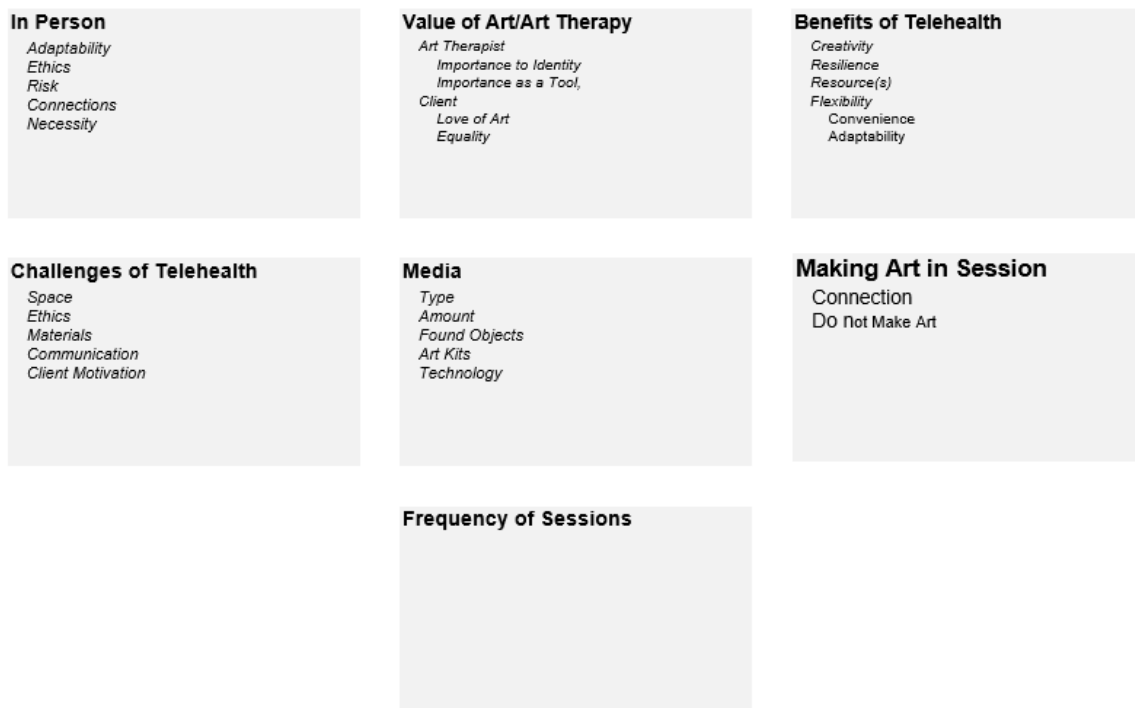 In Person
Adaptability
Ethics
Risk
Connections
Necessity
Value of Art/Art Therapy
Art Therapist
Importance to Identity
Importance as a Tool,
Client
Love of Art
Equality
Benefits of Telehealth
Creativity
Resilience
Resource(s)
Flexibility
Convenience
Adaptability
Challenges of Telehealth
Space
Ethics
Materials
Communication
Client Motivation
Media
Type
Amount
Found Objects
Art Kits
Technology
Making Art in Session
Connection
Do not Make Art
Frequency of Sessions